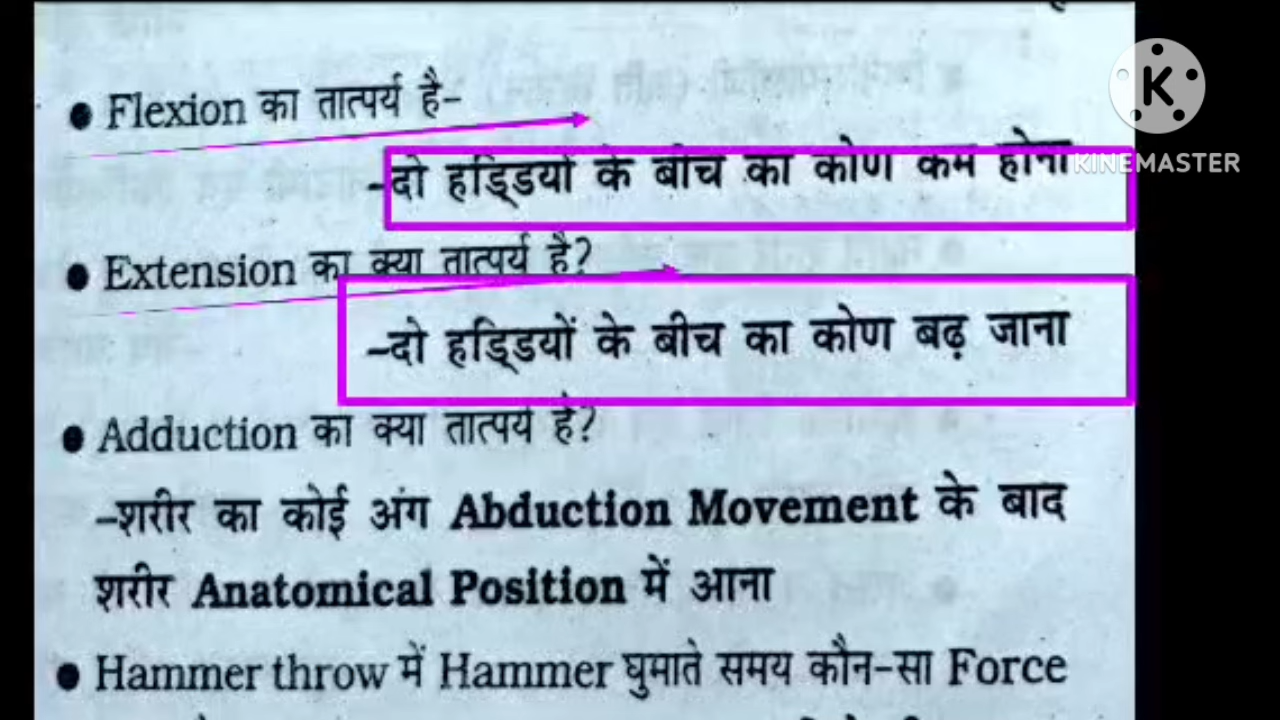 ● Flexion का तात्पर्य है-
-दो हड्डियों के बीच का कोण कम होना
● Extension का क्या तात्पर्य है?
-दो हड्डियों के बीच का कोण बढ़ जाना
● Adduction का क्या तात्पर्य है?
-शरीर का कोई अंग Abduction Movement के बाद
शरीर Anatomical Position में आना
● Hammer throw में Hammer घुमाते समय कौन-सा Force
K
KINEMASTER